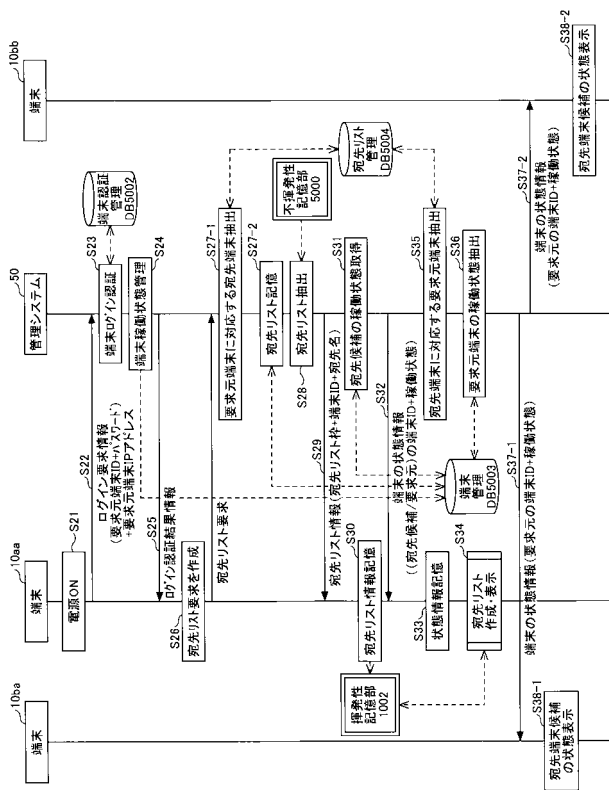 10ba
端末
10aa
端末
50
管理システム
10bb
端末
S21
電源ON
S22
ログイン要求情報
(要求元端末ID+パスワード)
+要求元端末IPアドレス
S23
端末ログイン認証
端末認証
管理
DB5002
S24
端末稼働状態管理
S25
ログイン認証結果情報
S26
宛先リスト要求を作成
宛先リスト要求
S27-1
要求元端末に対応する宛先端末抽出
S27-2
宛先リスト記憶
不揮発性
記憶部
5000
S28
宛先リスト抽出
宛先リスト
管理
DB5004
S29
宛先リスト情報(宛先リスト枠+端末ID+宛先名)
S30
宛先リスト情報記憶
揮発性
記憶部
1002
S31
宛先候補の稼働状態取得
S32
端末の状態情報
((宛先候補/要求元)の端末ID+稼働状態)
S33
状態情報記憶
S34
宛先リスト
作成・表示
端末
管理
DB5003
S35
宛先端末に対応する要求元端末抽出
S36
要求元端末の稼働状態抽出
S37-1
端末の状態情報(要求元の端末ID+稼働状態)
S37-2
端末の状態情報
(要求元の端末ID+稼働状態)
S38-1
宛先端末候補
の状態表示
S38-2
宛先端末候補の状態表示